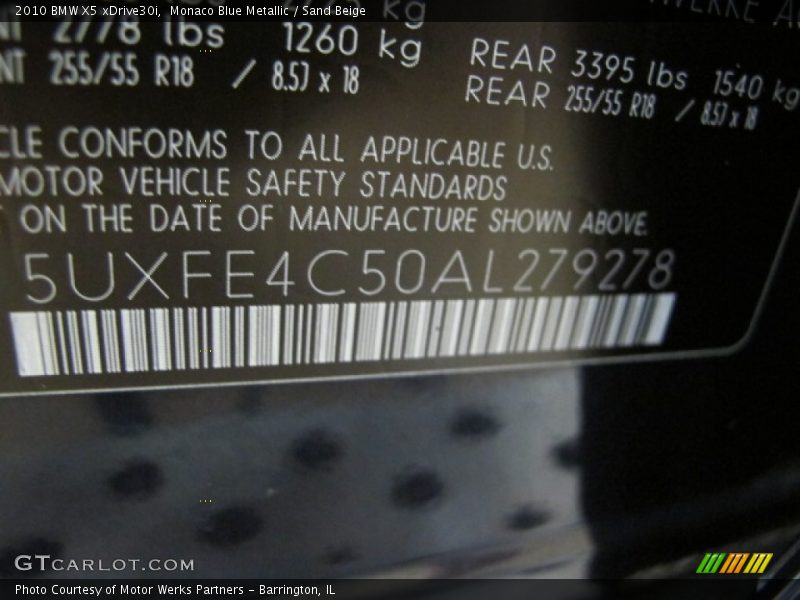 2010 BMW X5 xDrive30i, Monaco Blue Metallic / Sand Beige
2778 lbs 1260 kg REAR 3395 lbs 1540 kg
255/55 R18 / 8.5J x 18 REAR 255/55 R18 / 8.5J x 18
CLE CONFORMS TO ALL APPLICABLE U.S.
MOTOR VEHICLE SAFETY STANDARDS
ON THE DATE OF MANUFACTURE SHOWN ABOVE.
5UXFE4C50AL279278
GTCARLOT.COM
Photo Courtesy of Motor Werks Partners - Barrington, IL